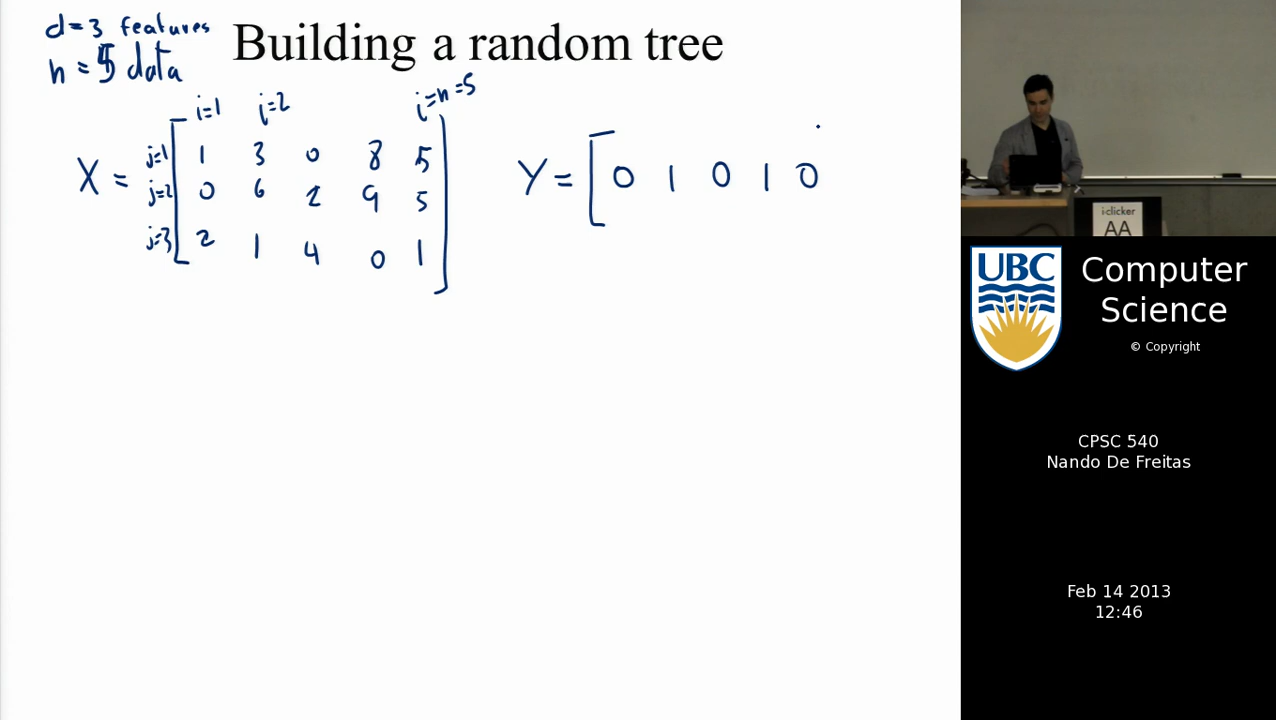 d=3 features
n = 5 data
Building a random tree
i=1 i=2 i=n=5
X = j=1 1 3 0 8 5
j=2 0 6 2 9 5
j=3 2 1 4 0 1
Y = [ 0 1 0 1 0
i-clicker
AA
UBC
Computer
Science
© Copyright
CPSC 540
Nando De Freitas
Feb 14 2013
12:46